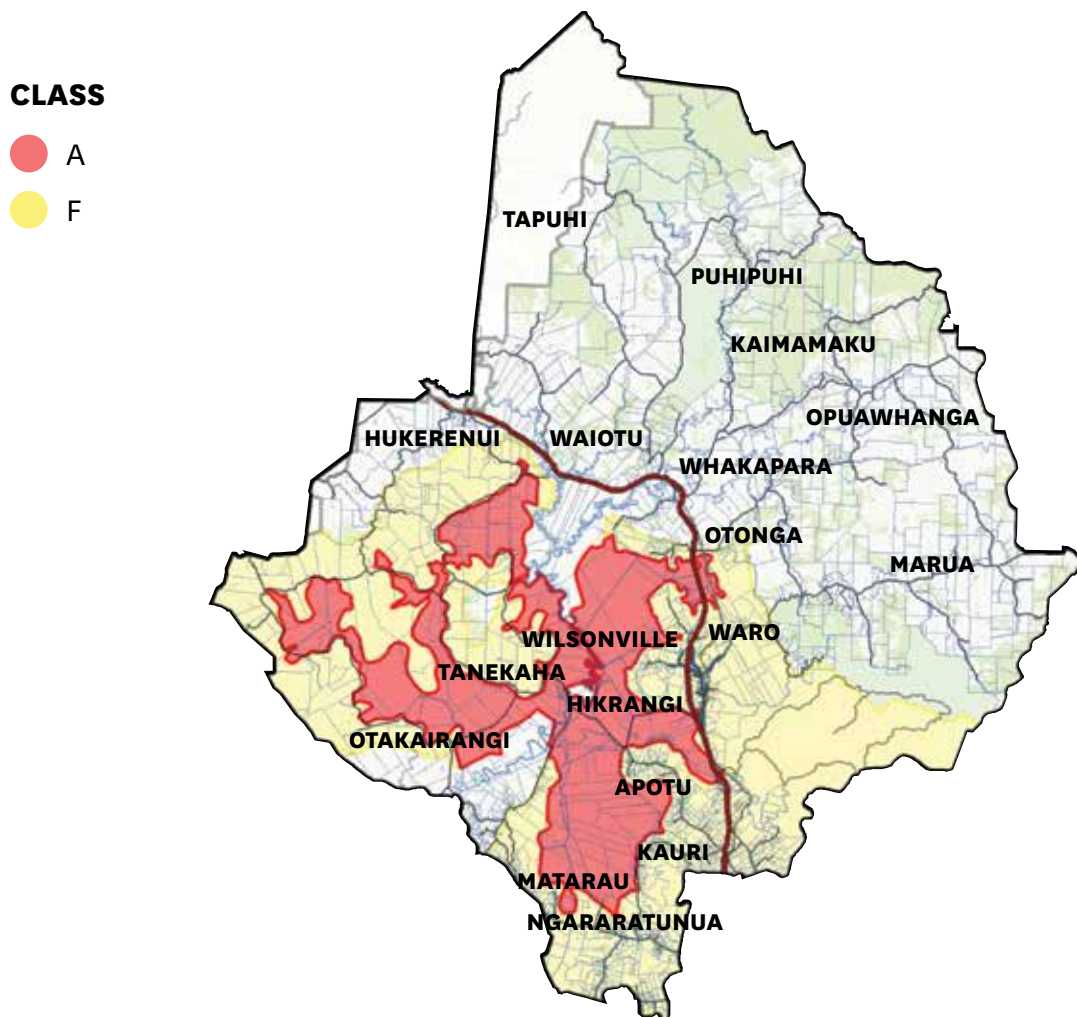 CLASS
A
F
TAPUHI
PUHIPUHI
KAIMAMAKU
OPUAWHANGA
HUKERENUI
WAIOTU
WHAKAPARA
OTONGA
MARUA
WILSONVILLE
WARO
TANEKAHA
HIKRANGI
OTAKAIRANGI
APOTU
KAURI
MATARAU
NGARARATUNUA